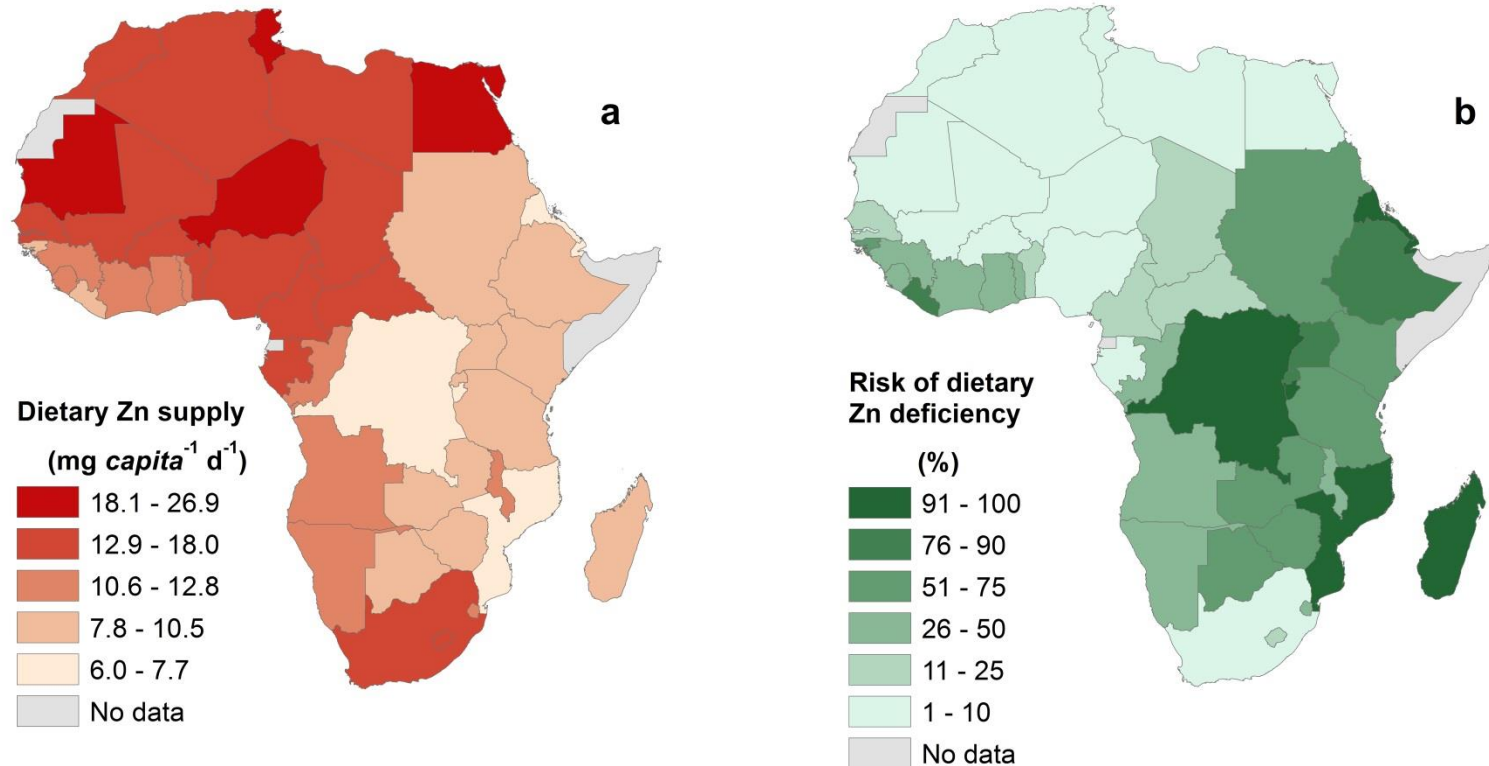 a
Dietary Zn supply
(mg capita⁻¹ d⁻¹)
18.1 - 26.9
12.9 - 18.0
10.6 - 12.8
7.8 - 10.5
6.0 - 7.7
No data
b
Risk of dietary
Zn deficiency
(%)
91 - 100
76 - 90
51 - 75
26 - 50
11 - 25
1 - 10
No data